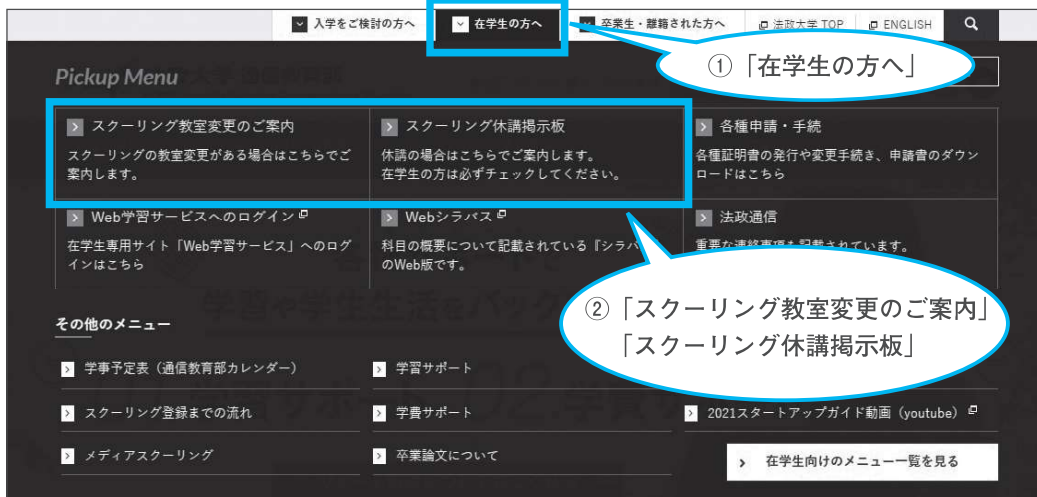 入学をご検討の方へ
在学生の方へ
卒業生・離籍された方へ
法政大学 TOP
ENGLISH
①「在学生の方へ」
Pickup Menu
スクーリング教室変更のご案内
スクーリングの教室変更がある場合はこちらでご
案内します。
スクーリング休講掲示板
休講の場合はこちらでご案内します。
在学生の方は必ずチェックしてください。
各種申請・手続
各種証明書の発行や変更手続き、申請書のダウン
ロードはこちら
Web学習サービスへのログイン
在学生専用サイト「Web学習サービス」へのログ
インはこちら
Webシラバス
科目の概要について記載されている『シラバ
のWeb版です。
法政通信
重要な連絡事項も記載されています。
②「スクーリング教室変更のご案内」
「スクーリング休講掲示板」
その他のメニュー
学事予定表（通信教育部カレンダー）
学習サポート
スクーリング登録までの流れ
学費サポート
2021スタートアップガイド動画（youtube）
メディアスクーリング
卒業論文について
在学生向けのメニュー一覧を見る